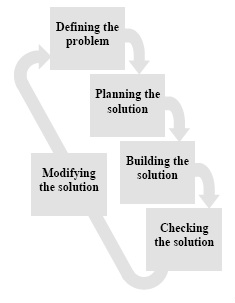 Defining the
problem
Planning the
solution
Building the
solution
Modifying
the solution
Checking
the solution